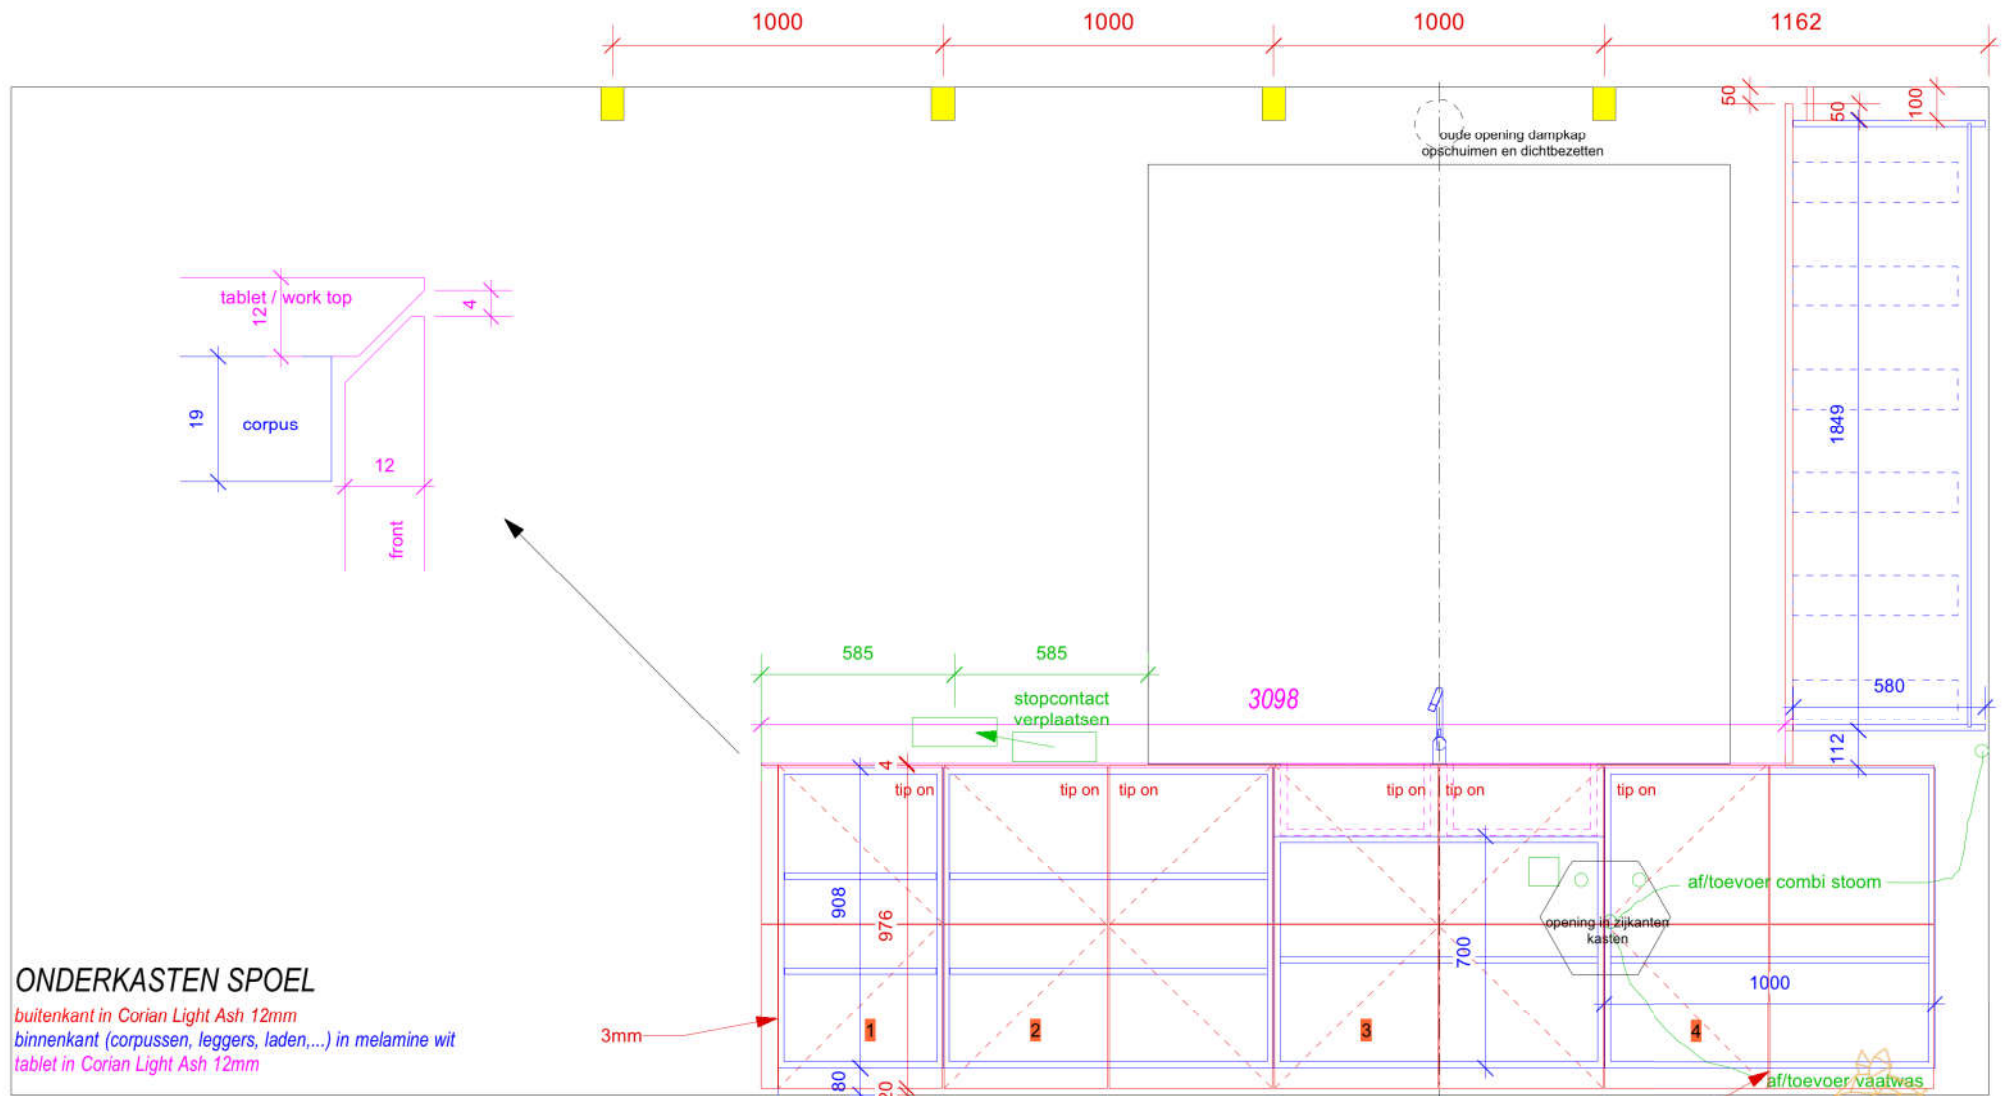 1000
1000
1000
1162
50
50
100
oude opening dampkap
opschuimen en dichtbezetten
tablet / work top
12
4
19
corpus
12
front
1849
580
112
585
585
stopcontact
verplaatsen
3098
4
tip on
tip on
tip on
tip on
tip on
tip on
908
976
700
af/toevoer combi stoom
opening in zijkanten
kasten
1000
ONDERKASTEN SPOEL
buitenkant in Corian Light Ash 12mm
binnenkant (corpussen, leggers, laden,...) in melamine wit
tablet in Corian Light Ash 12mm
3mm
1
2
3
4
80
20
af/toevoer vaatwas